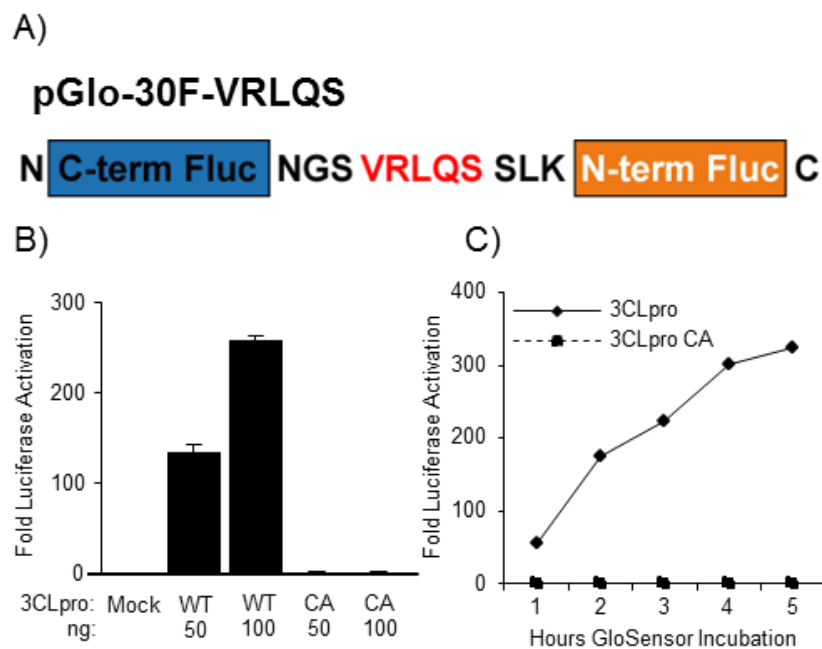 A)
pGlo-30F-VRLQS
N C-term Fluc NGS VRLQS SLK N-term Fluc C
B)
300
200
100
0
Fold Luciferase Activation
3CLpro: Mock WT WT CA CA
ng: 50 100 50 100
C)
400
300
200
100
0
Fold Luciferase Activation
3CLpro
3CLpro CA
1 2 3 4 5
Hours GloSensor Incubation